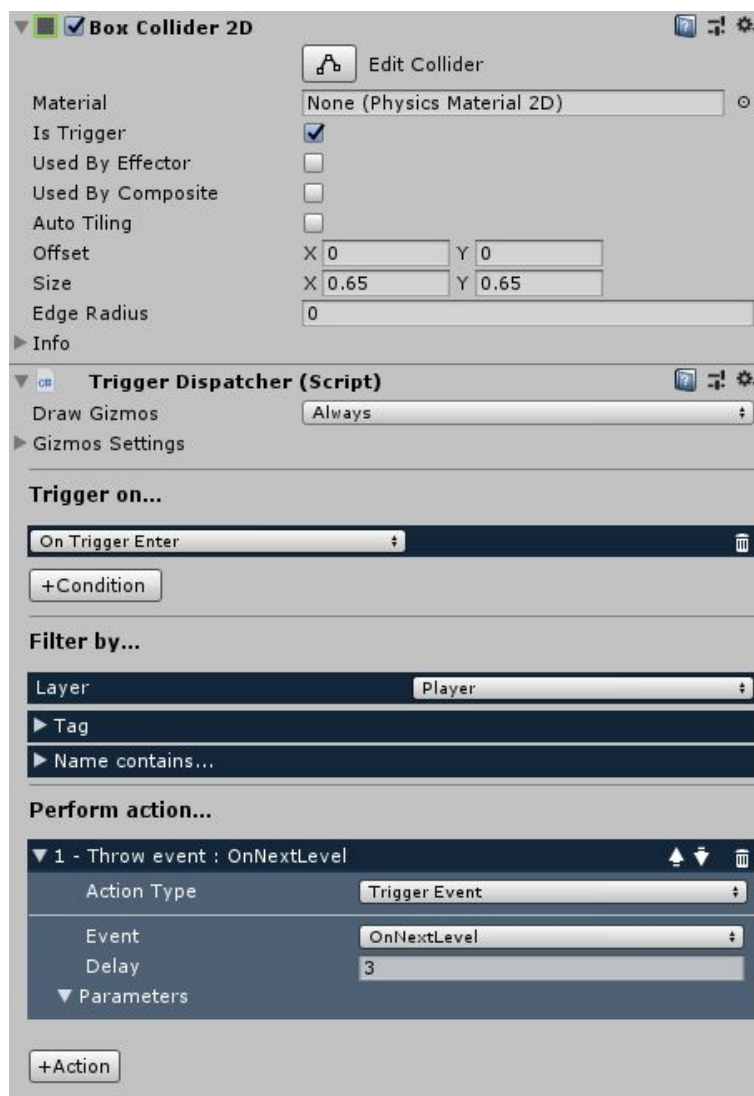 Box Collider 2D
Edit Collider
Material None (Physics Material 2D)
Is Trigger
Used By Effector
Used By Composite
Auto Tiling
Offset X 0 Y 0
Size X 0.65 Y 0.65
Edge Radius 0
Info
c# Trigger Dispatcher (Script)
Draw Gizmos Always
Gizmos Settings
Trigger on...
On Trigger Enter
+Condition
Filter by...
Layer Player
Tag
Name contains...
Perform action...
1 - Throw event : OnNextLevel
Action Type Trigger Event
Event OnNextLevel
Delay 3
Parameters
+Action